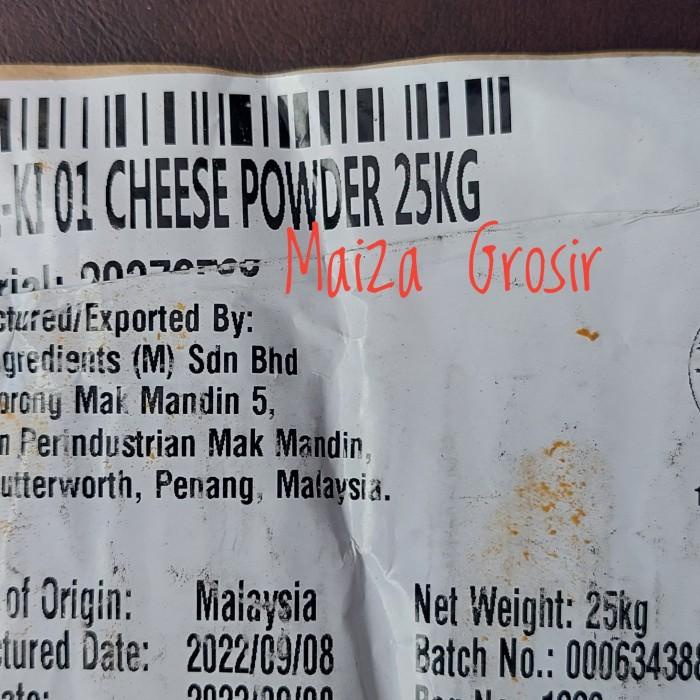 -KI 01 CHEESE POWDER 25KG
Maiza Grosir
ctured/Exported By:
gredients (M) Sdn Bhd
orong Mak Mandin 5,
n Perindustrian Mak Mandin,
utterworth, Penang, Malaysia.
of Origin: Malaysia Net Weight: 25kg
ctured Date: 2022/09/08 Batch No.: 000634389